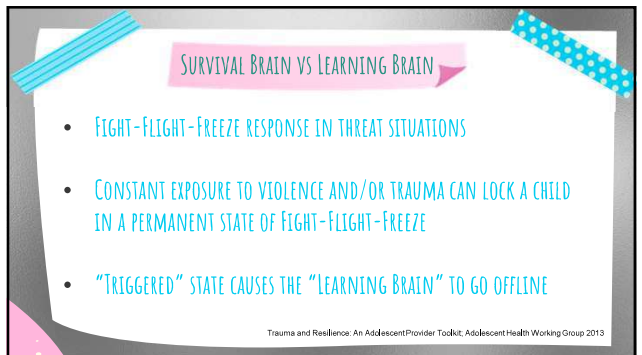 SURVIVAL BRAIN VS LEARNING BRAIN
• FIGHT-FLIGHT-FREEZE RESPONSE IN THREAT SITUATIONS
• CONSTANT EXPOSURE TO VIOLENCE AND/OR TRAUMA CAN LOCK A CHILD
IN A PERMANENT STATE OF FIGHT-FLIGHT-FREEZE
• "TRIGGERED" STATE CAUSES THE "LEARNING BRAIN" TO GO OFFLINE
Trauma and Resilience: An Adolescent Provider Toolkit; Adolescent Health Working Group 2013